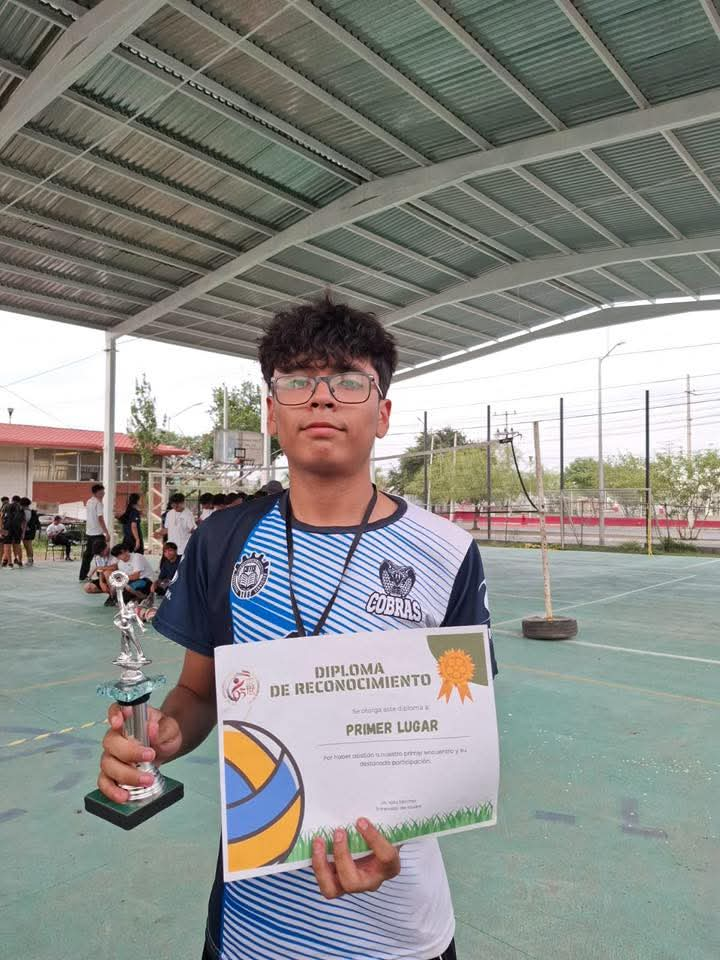 COBRAS
DIPLOMA
DE RECONOCIMIENTO
Se otorga este diploma a:
PRIMER LUGAR
Por haber asistido a nuestro primer encuentro y su
destacada participación.